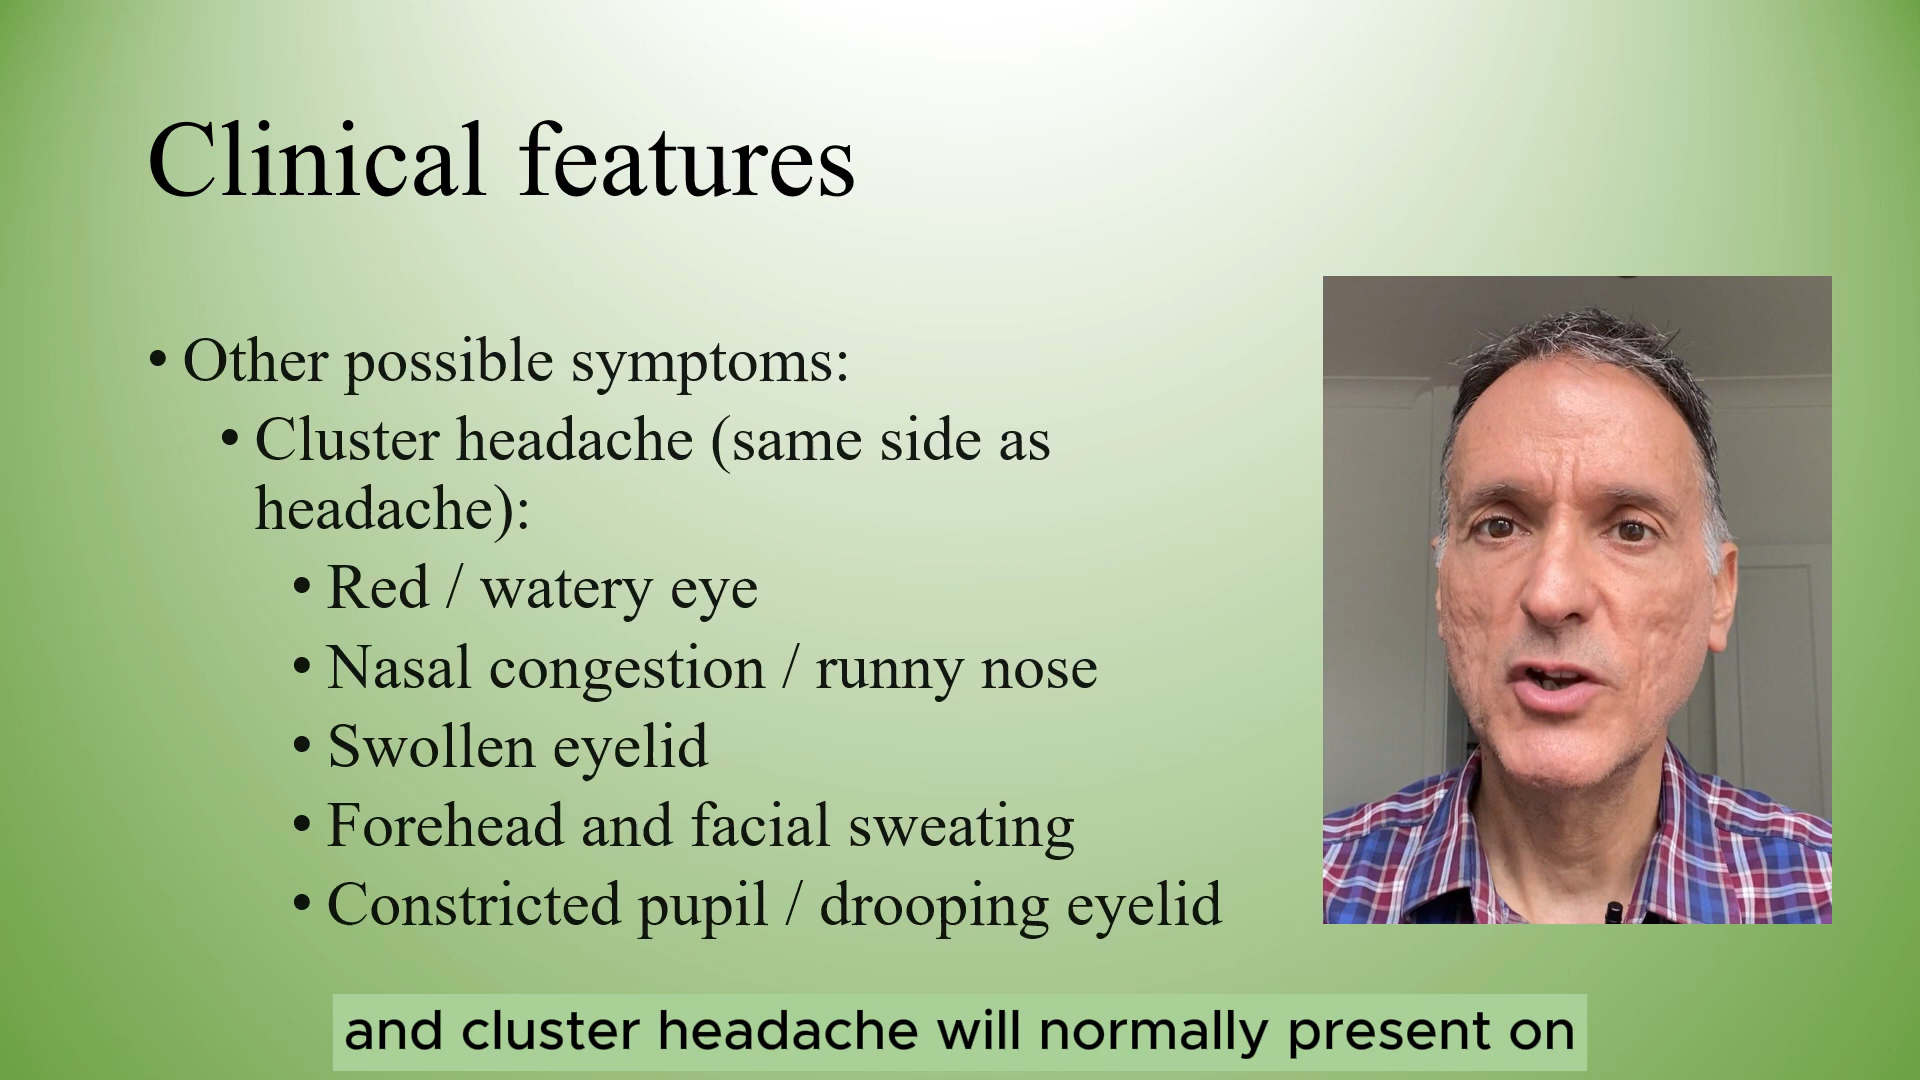 Clinical features
• Other possible symptoms:
• Cluster headache (same side as
headache):
• Red / watery eye
• Nasal congestion / runny nose
• Swollen eyelid
• Forehead and facial sweating
• Constricted pupil / drooping eyelid
and cluster headache will normally present on